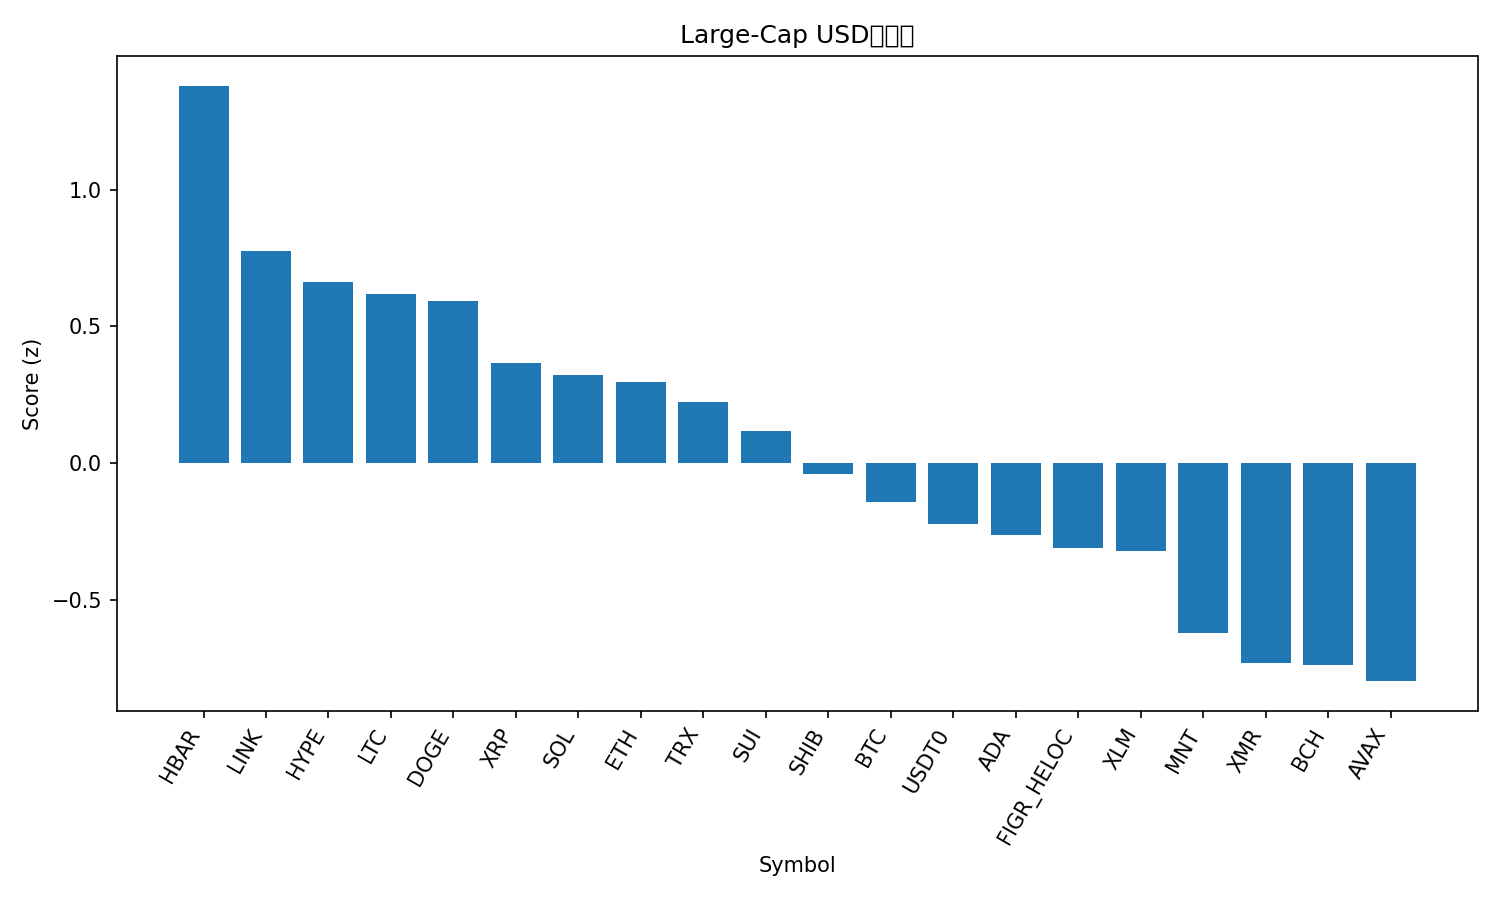 Large-Cap USD
Score (z)
1.0
0.5
0.0
−0.5
HBAR
LINK
HYPE
LTC
DOGE
XRP
SOL
ETH
TRX
SUI
SHIB
BTC
USDT0
ADA
FIGR_HELOC
XLM
MNT
XMR
BCH
AVAX
Symbol